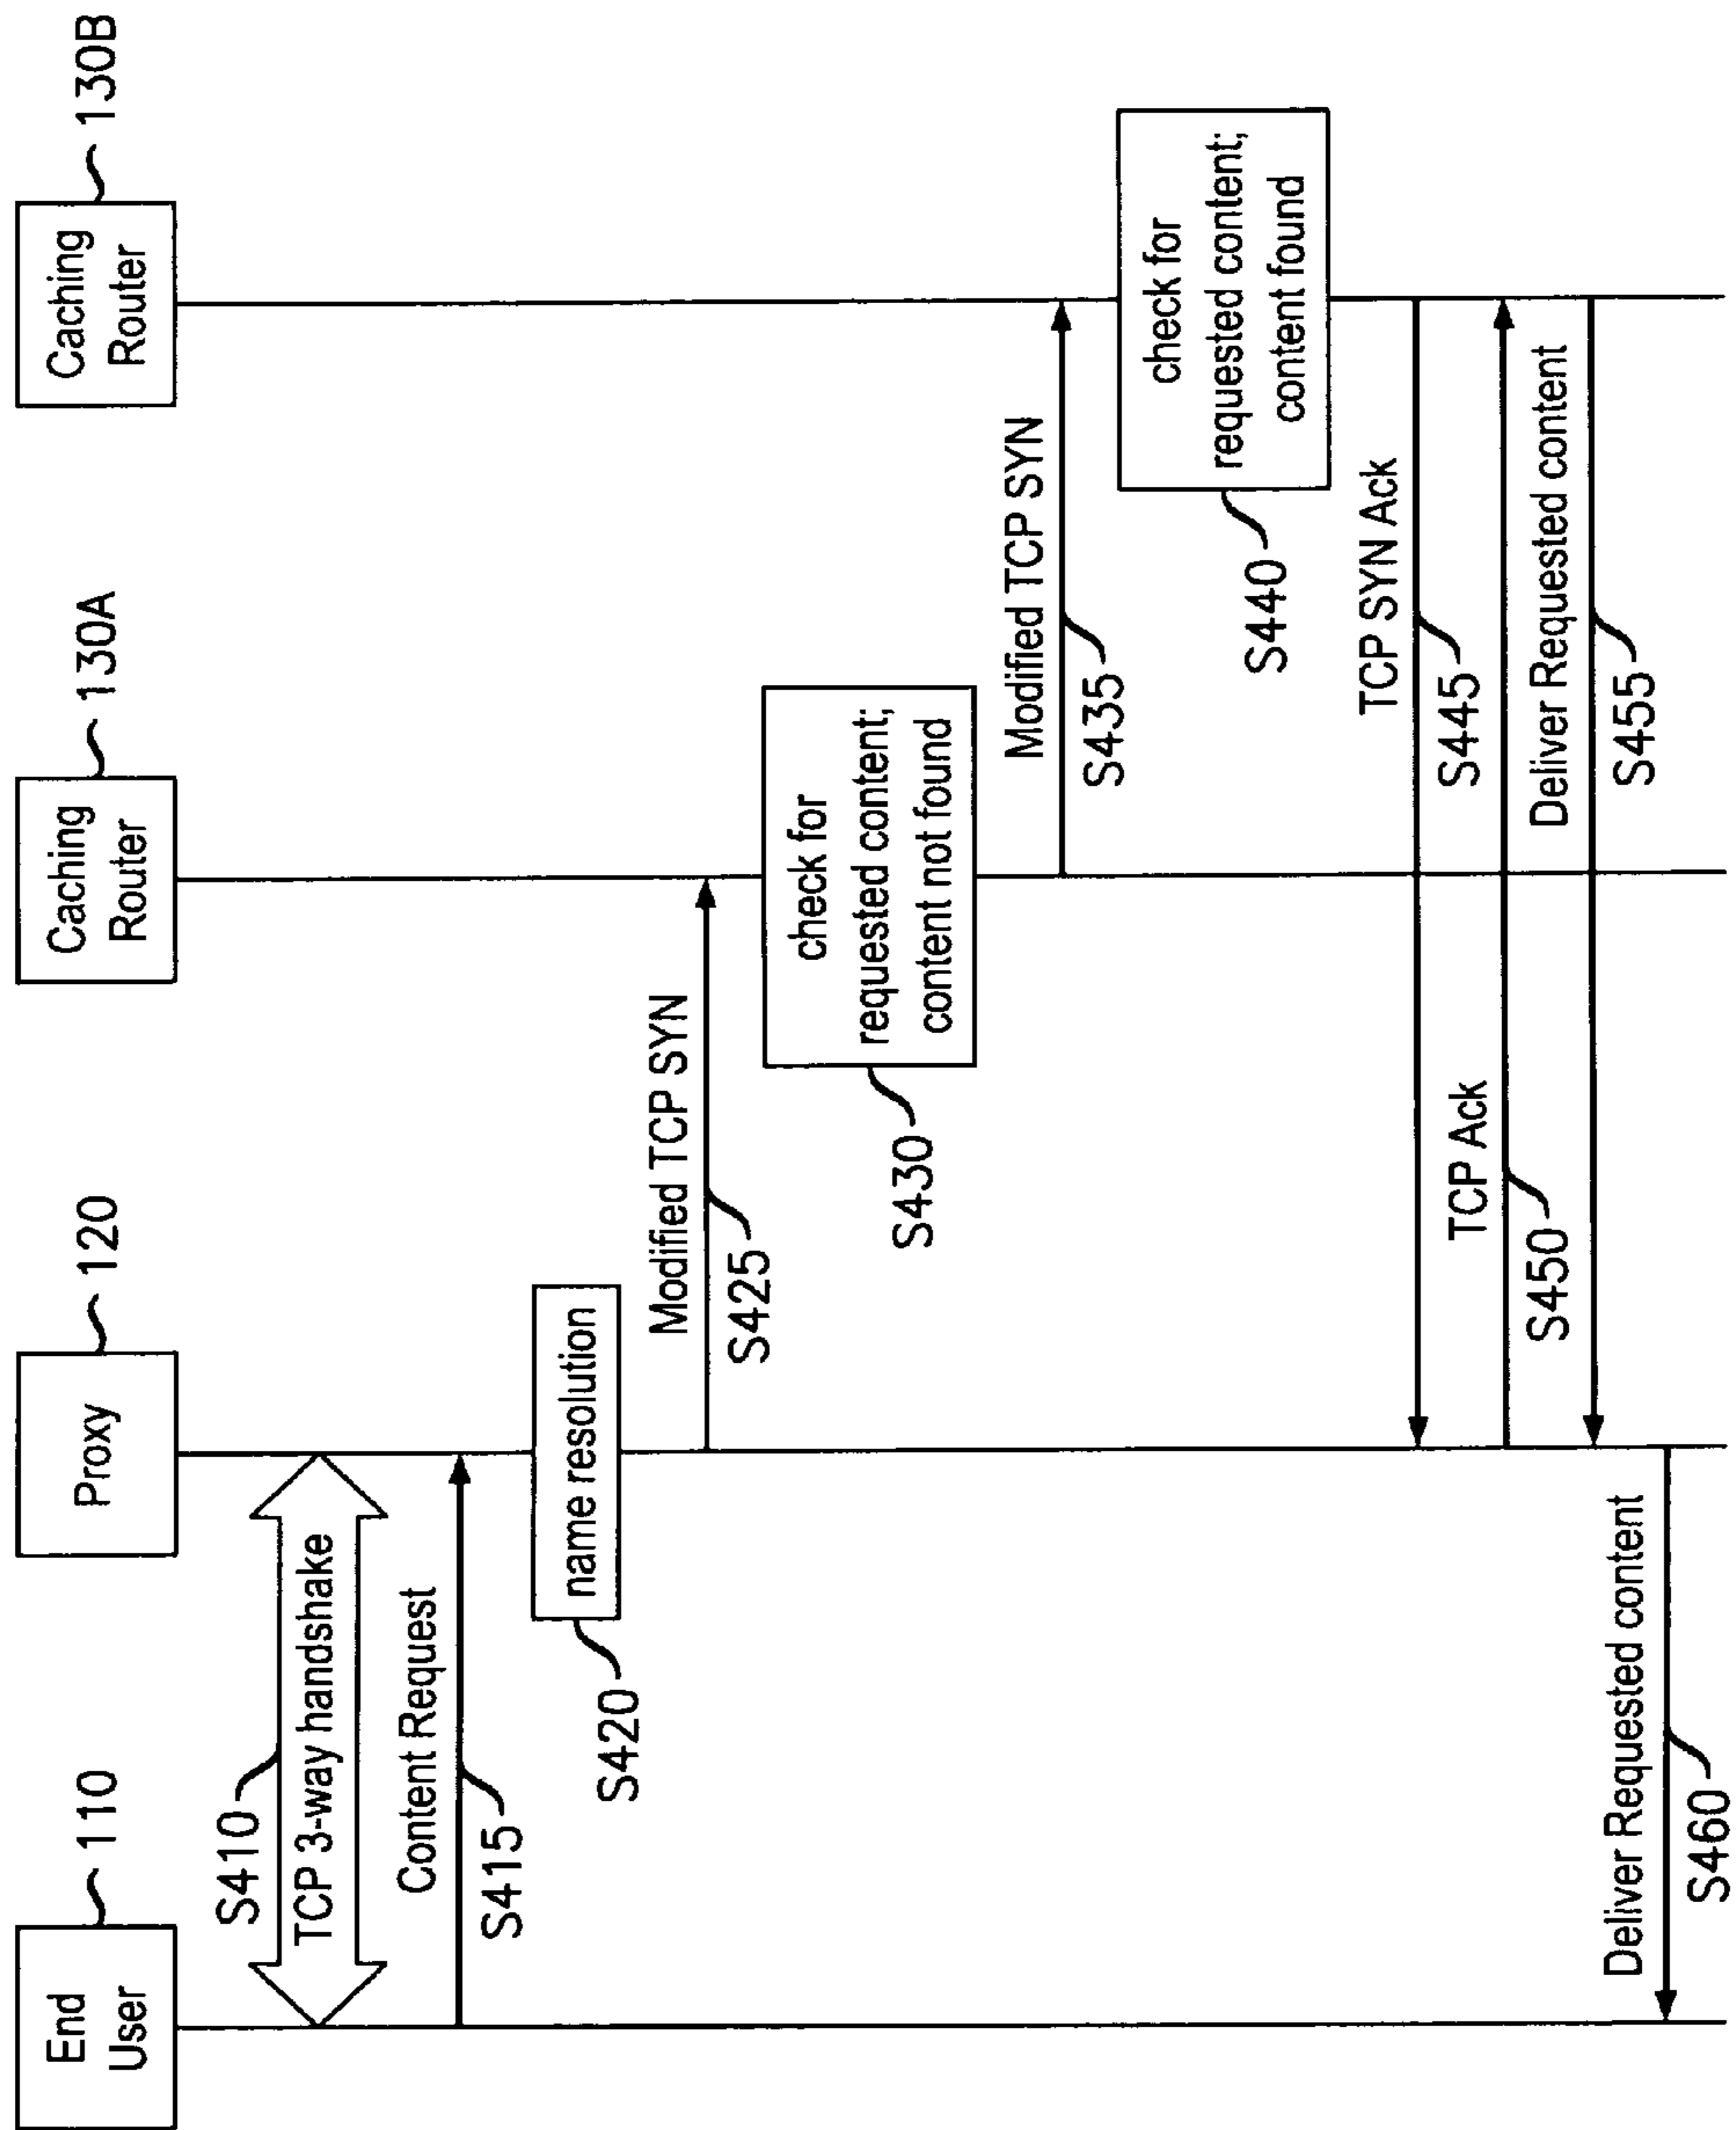 End
User
110
Proxy
120
Caching
Router
130A
Caching
Router
130B
S410
TCP 3-way handshake
Content Request
S415
name resolution
S420
Modified TCP SYN
S425
check for
requested content;
content not found
S430
Modified TCP SYN
S435
check for
requested content;
content found
S440
TCP SYN Ack
S445
TCP Ack
S450
Deliver Requested content
S455
Deliver Requested content
S460